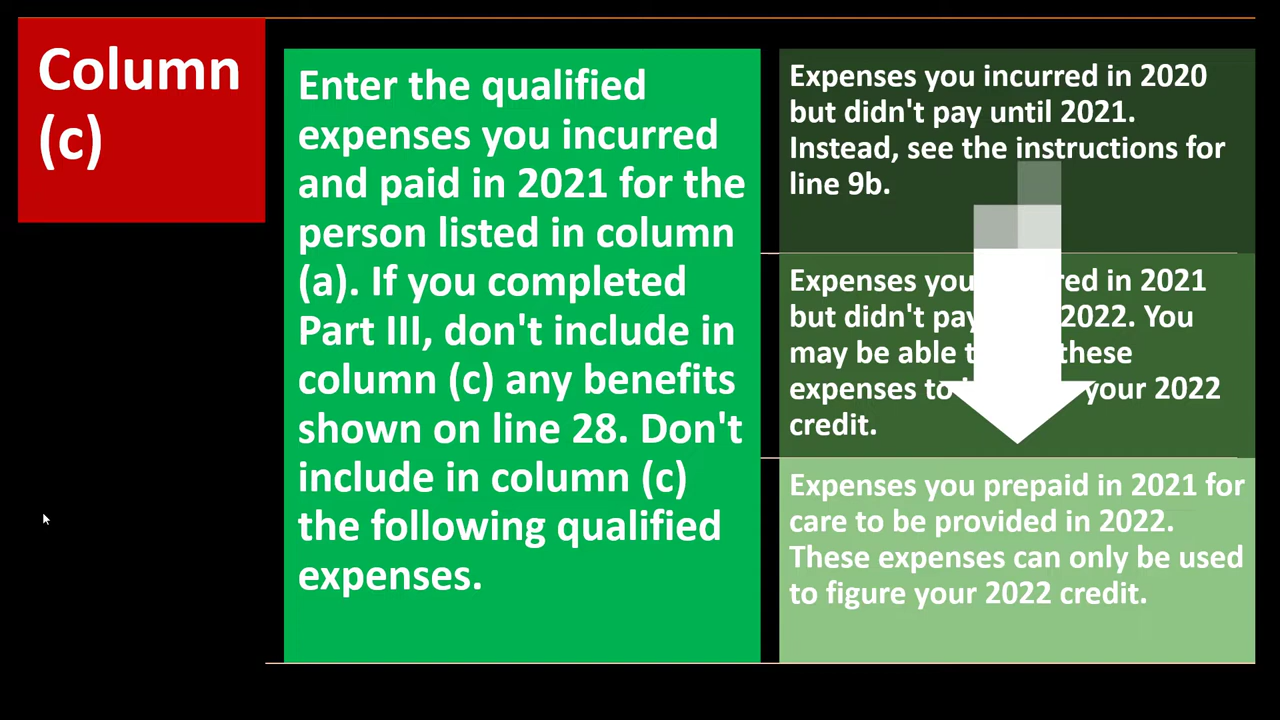 Column
(c)
Enter the qualified
expenses you incurred
and paid in 2021 for the
person listed in column
(a). If you completed
Part III, don't include in
column (c) any benefits
shown on line 28. Don't
include in column (c)
the following qualified
expenses.
Expenses you incurred in 2020
but didn't pay until 2021.
Instead, see the instructions for
line 9b.
Expenses you in 2021
but didn't pay 2022. You
may be able these
expenses to your 2022
credit.
Expenses you prepaid in 2021 for
care to be provided in 2022.
These expenses can only be used
to figure your 2022 credit.